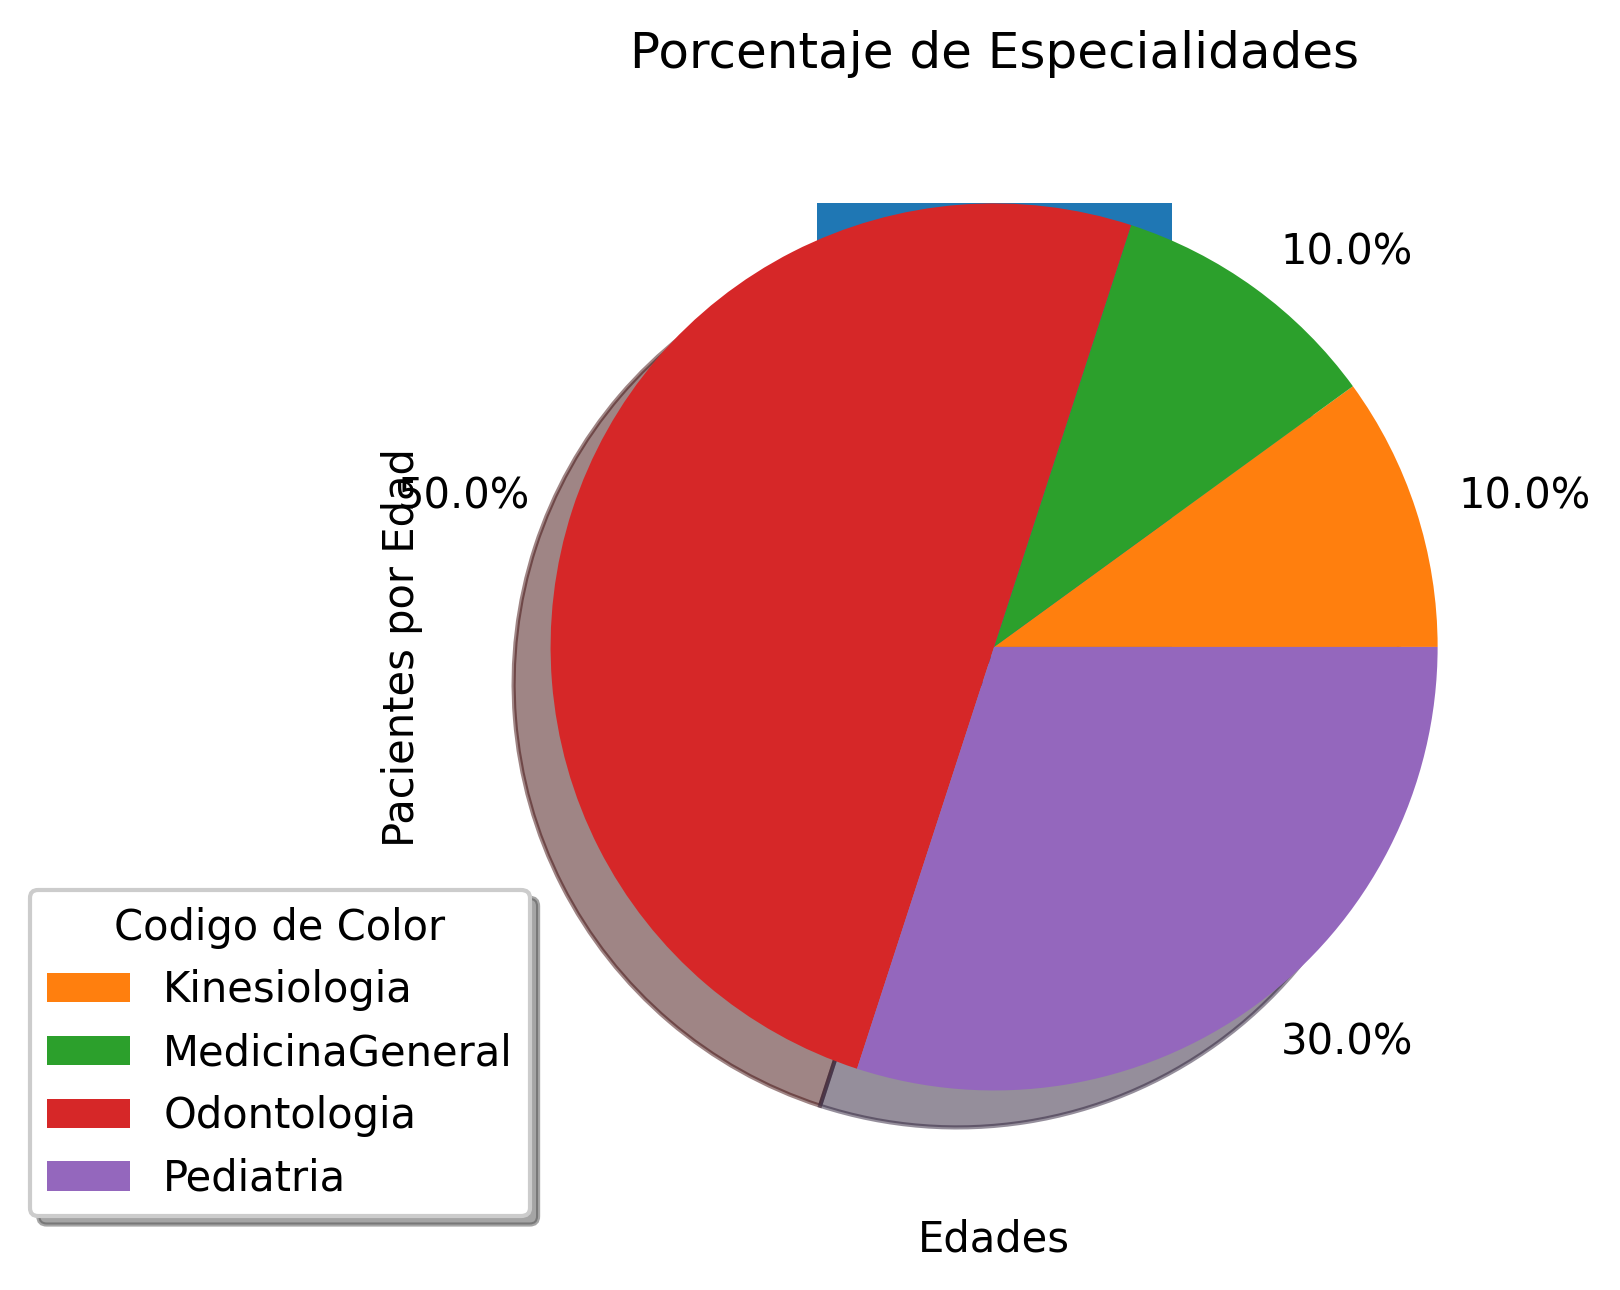 Porcentaje de Especialidades
10.0%
10.0%
50.0%
30.0%
Pacientes por Edad
Codigo de Color
Kinesiologia
MedicinaGeneral
Odontologia
Pediatria
Edades